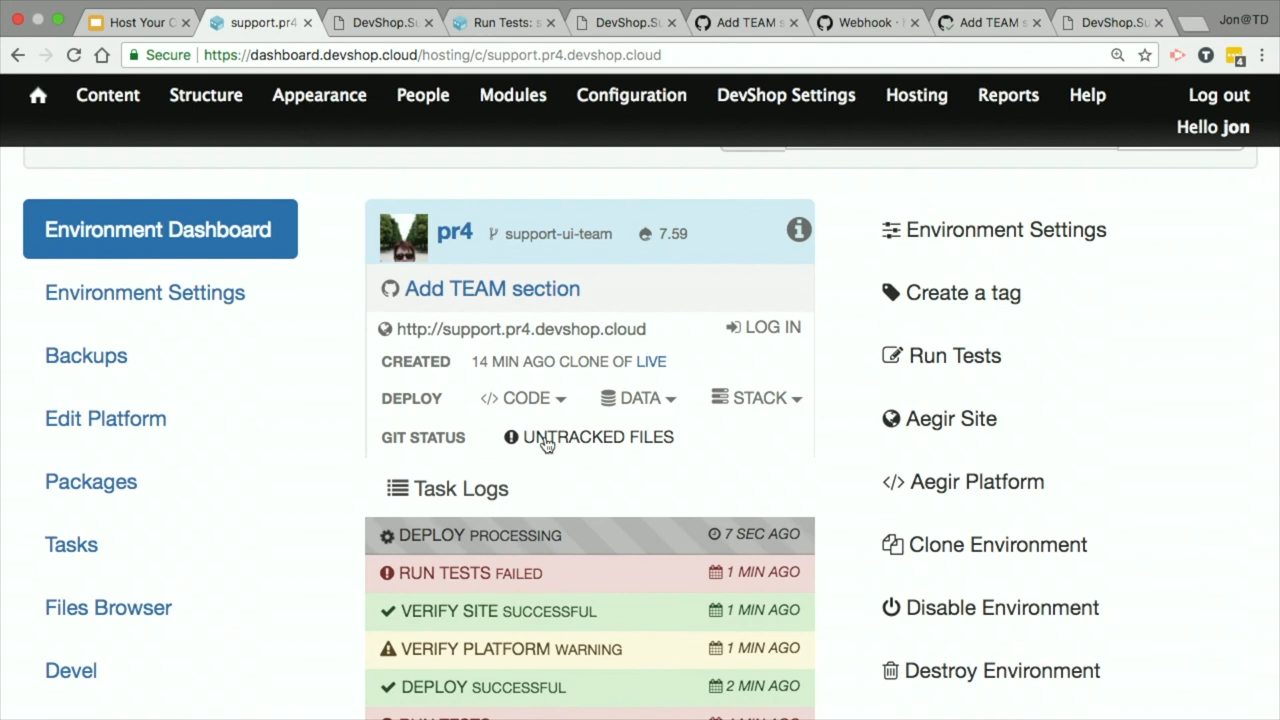 Host Your C
support.pr4
DevShop.Su
Run Tests: s
DevShop.Su
Add TEAM s
Webhook ·
Add TEAM s
DevShop.Su
Jon@TD
Secure
https://dashboard.devshop.cloud/hosting/c/support.pr4.devshop.cloud
T
4
Content
Structure
Appearance
People
Modules
Configuration
DevShop Settings
Hosting
Reports
Help
Log out
Hello jon
Environment Dashboard
Environment Settings
Backups
Edit Platform
Packages
Tasks
Files Browser
Devel
pr4
support-ui-team
7.59
Add TEAM section
http://support.pr4.devshop.cloud
LOG IN
CREATED 14 MIN AGO CLONE OF LIVE
DEPLOY </> CODE DATA STACK
GIT STATUS UNTRACKED FILES
Task Logs
DEPLOY PROCESSING 7 SEC AGO
RUN TESTS FAILED 1 MIN AGO
VERIFY SITE SUCCESSFUL 1 MIN AGO
VERIFY PLATFORM WARNING 1 MIN AGO
DEPLOY SUCCESSFUL 2 MIN AGO
Environment Settings
Create a tag
Run Tests
Aegir Site
</> Aegir Platform
Clone Environment
Disable Environment
Destroy Environment